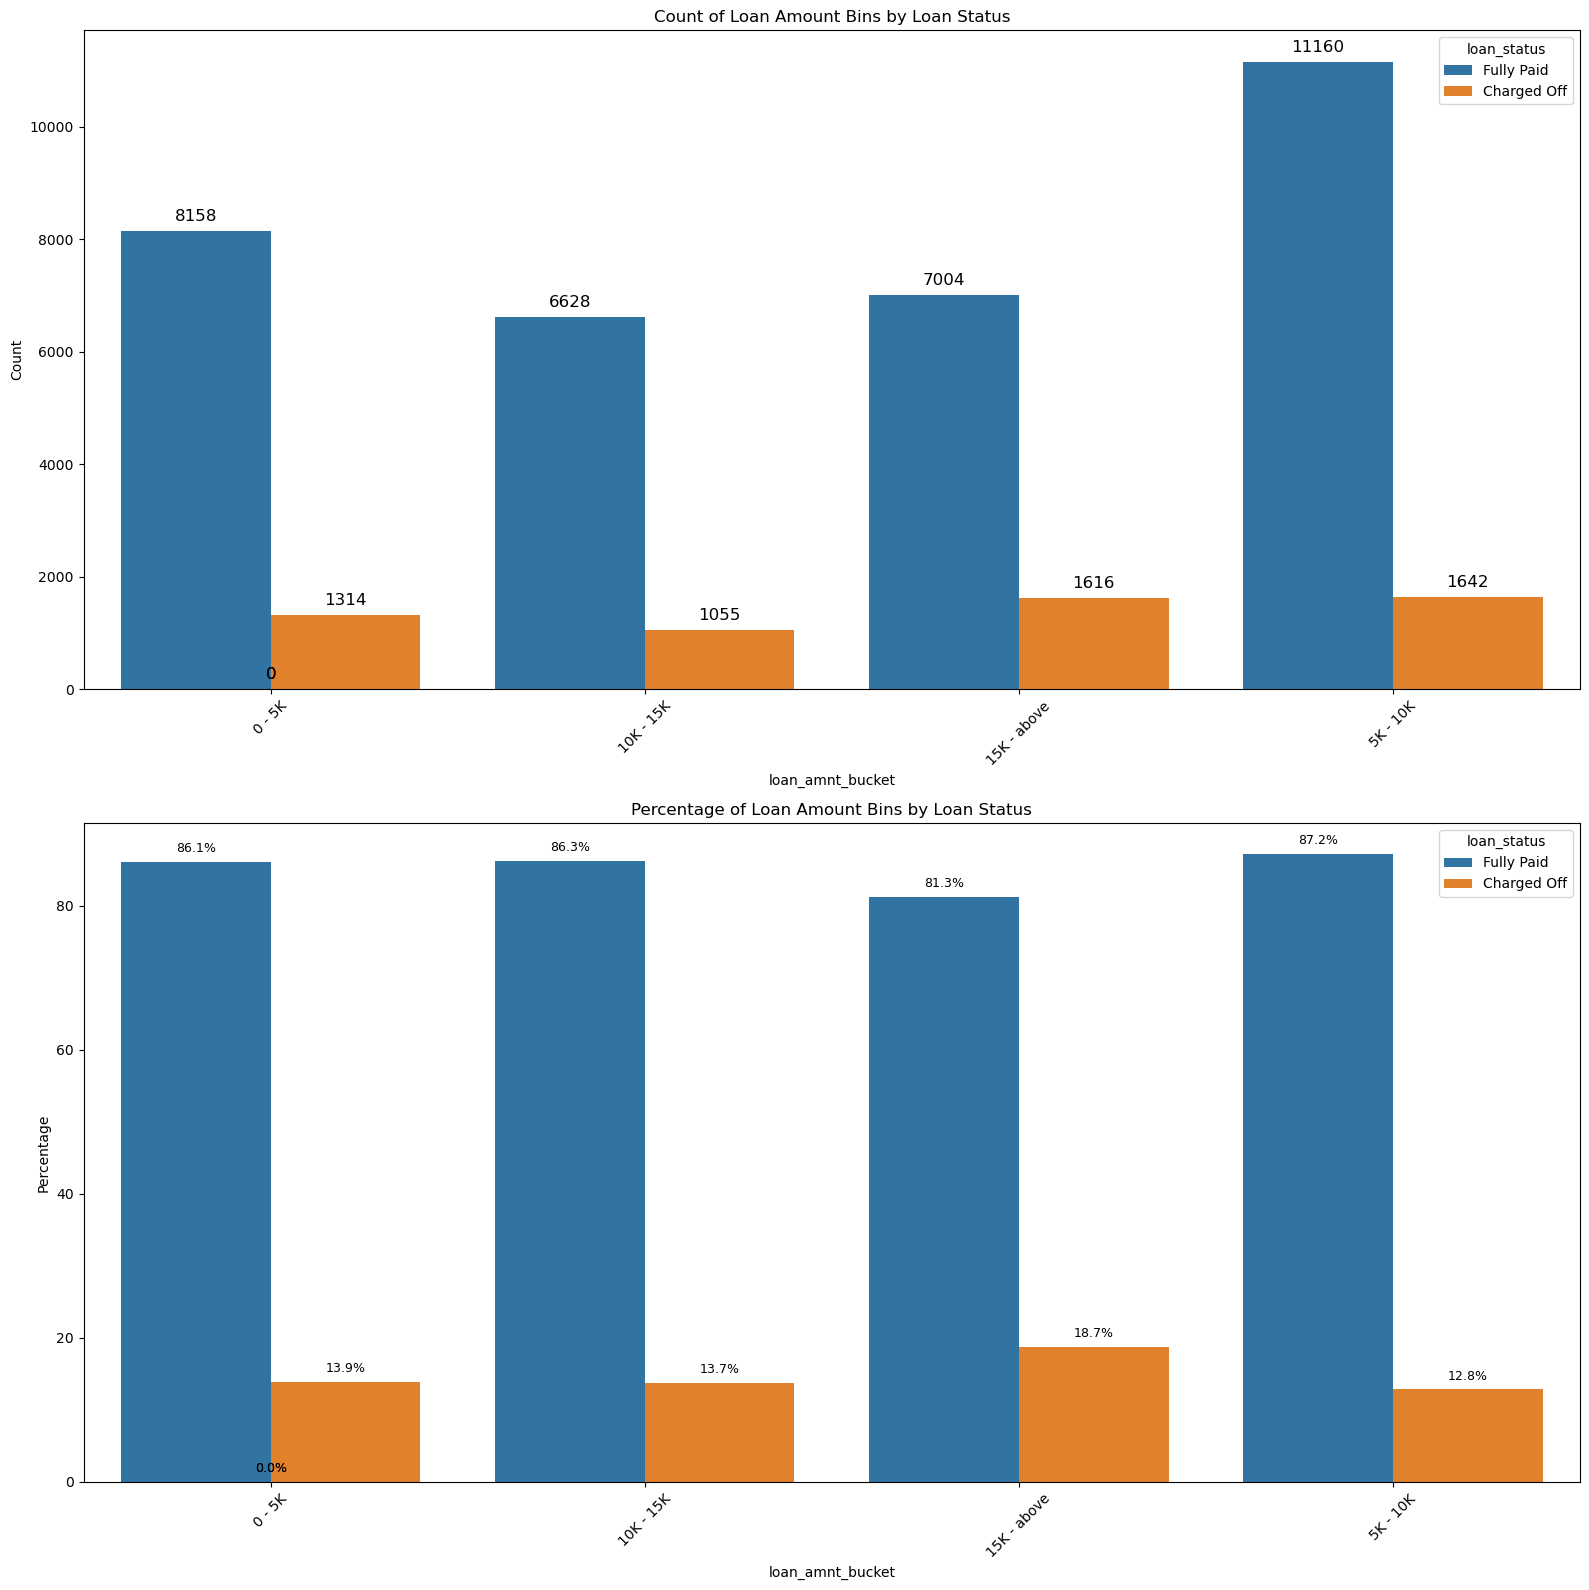 Count of Loan Amount Bins by Loan Status
loan_status
Fully Paid
Charged Off
Count
10000
8000
6000
4000
2000
0
8158
1314
0
6628
1055
7004
1616
11160
1642
0 - 5K
10K - 15K
15K - above
5K - 10K
loan_amnt_bucket
Percentage of Loan Amount Bins by Loan Status
loan_status
Fully Paid
Charged Off
Percentage
80
60
40
20
0
86.1%
13.9%
0.0%
86.3%
13.7%
81.3%
18.7%
87.2%
12.8%
0 - 5K
10K - 15K
15K - above
5K - 10K
loan_amnt_bucket